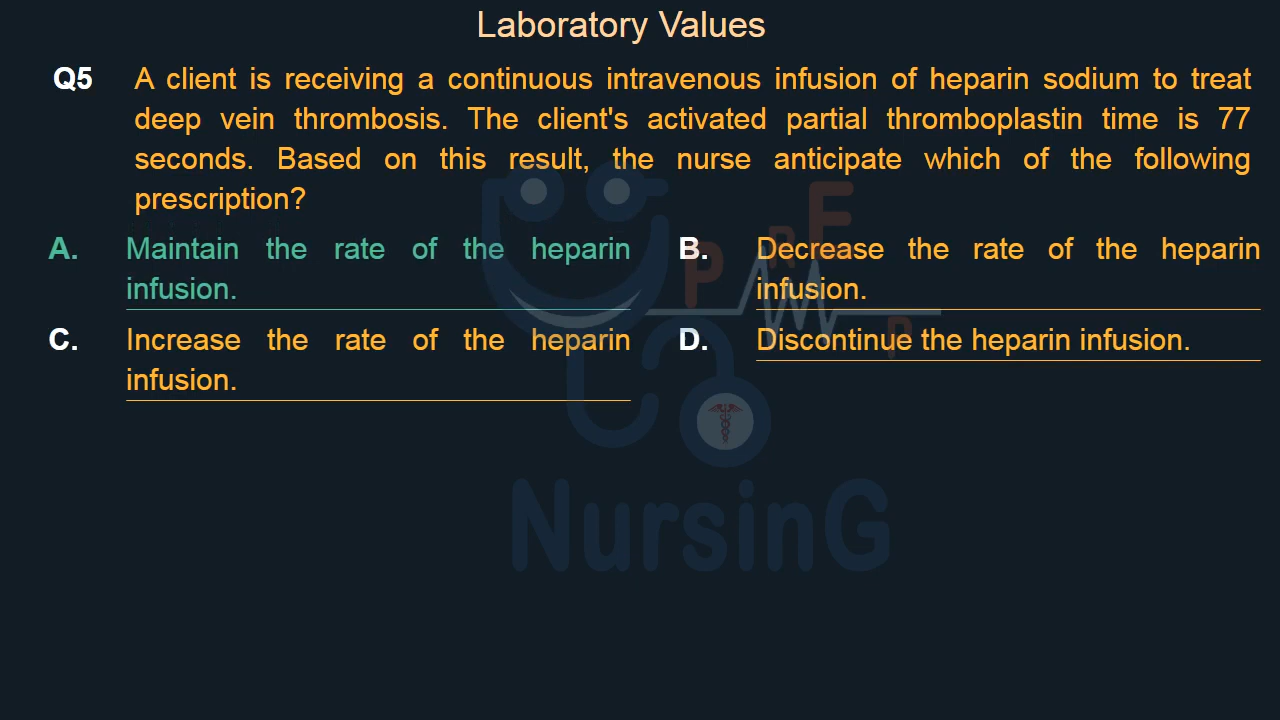 Laboratory Values
Q5 A client is receiving a continuous intravenous infusion of heparin sodium to treat
deep vein thrombosis. The client's activated partial thromboplastin time is 77
seconds. Based on this result, the nurse anticipate which of the following
prescription?
A. Maintain the rate of the heparin
infusion.
B. Decrease the rate of the heparin
infusion.
C. Increase the rate of the heparin
infusion.
D. Discontinue the heparin infusion.
PREP
NursinG